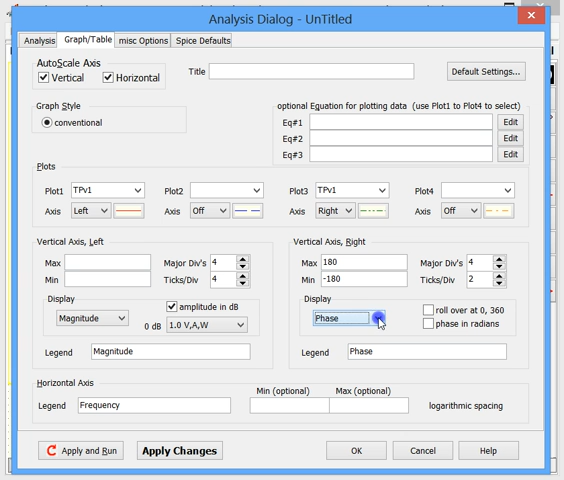 Analysis Dialog - UnTitled
Analysis Graph/Table misc Options Spice Defaults
AutoScale Axis
Vertical Horizontal
Title
Default Settings...
Graph Style
conventional
optional Equation for plotting data (use Plot1 to Plot4 to select)
Eq#1 Edit
Eq#2 Edit
Eq#3 Edit
Plots
Plot1 TPv1 Plot2 Plot3 TPv1 Plot4
Axis Left Axis Off Axis Right Axis Off
Vertical Axis, Left
Max Major Div's 4
Min Ticks/Div 4
Display
amplitude in dB
Magnitude 0 dB 1.0 V,A,W
Legend Magnitude
Vertical Axis, Right
Max 180 Major Div's 4
Min -180 Ticks/Div 2
Display
Phase
roll over at 0, 360
phase in radians
Legend Phase
Horizontal Axis
Min (optional) Max (optional)
Legend Frequency logarithmic spacing
Apply and Run Apply Changes OK Cancel Help